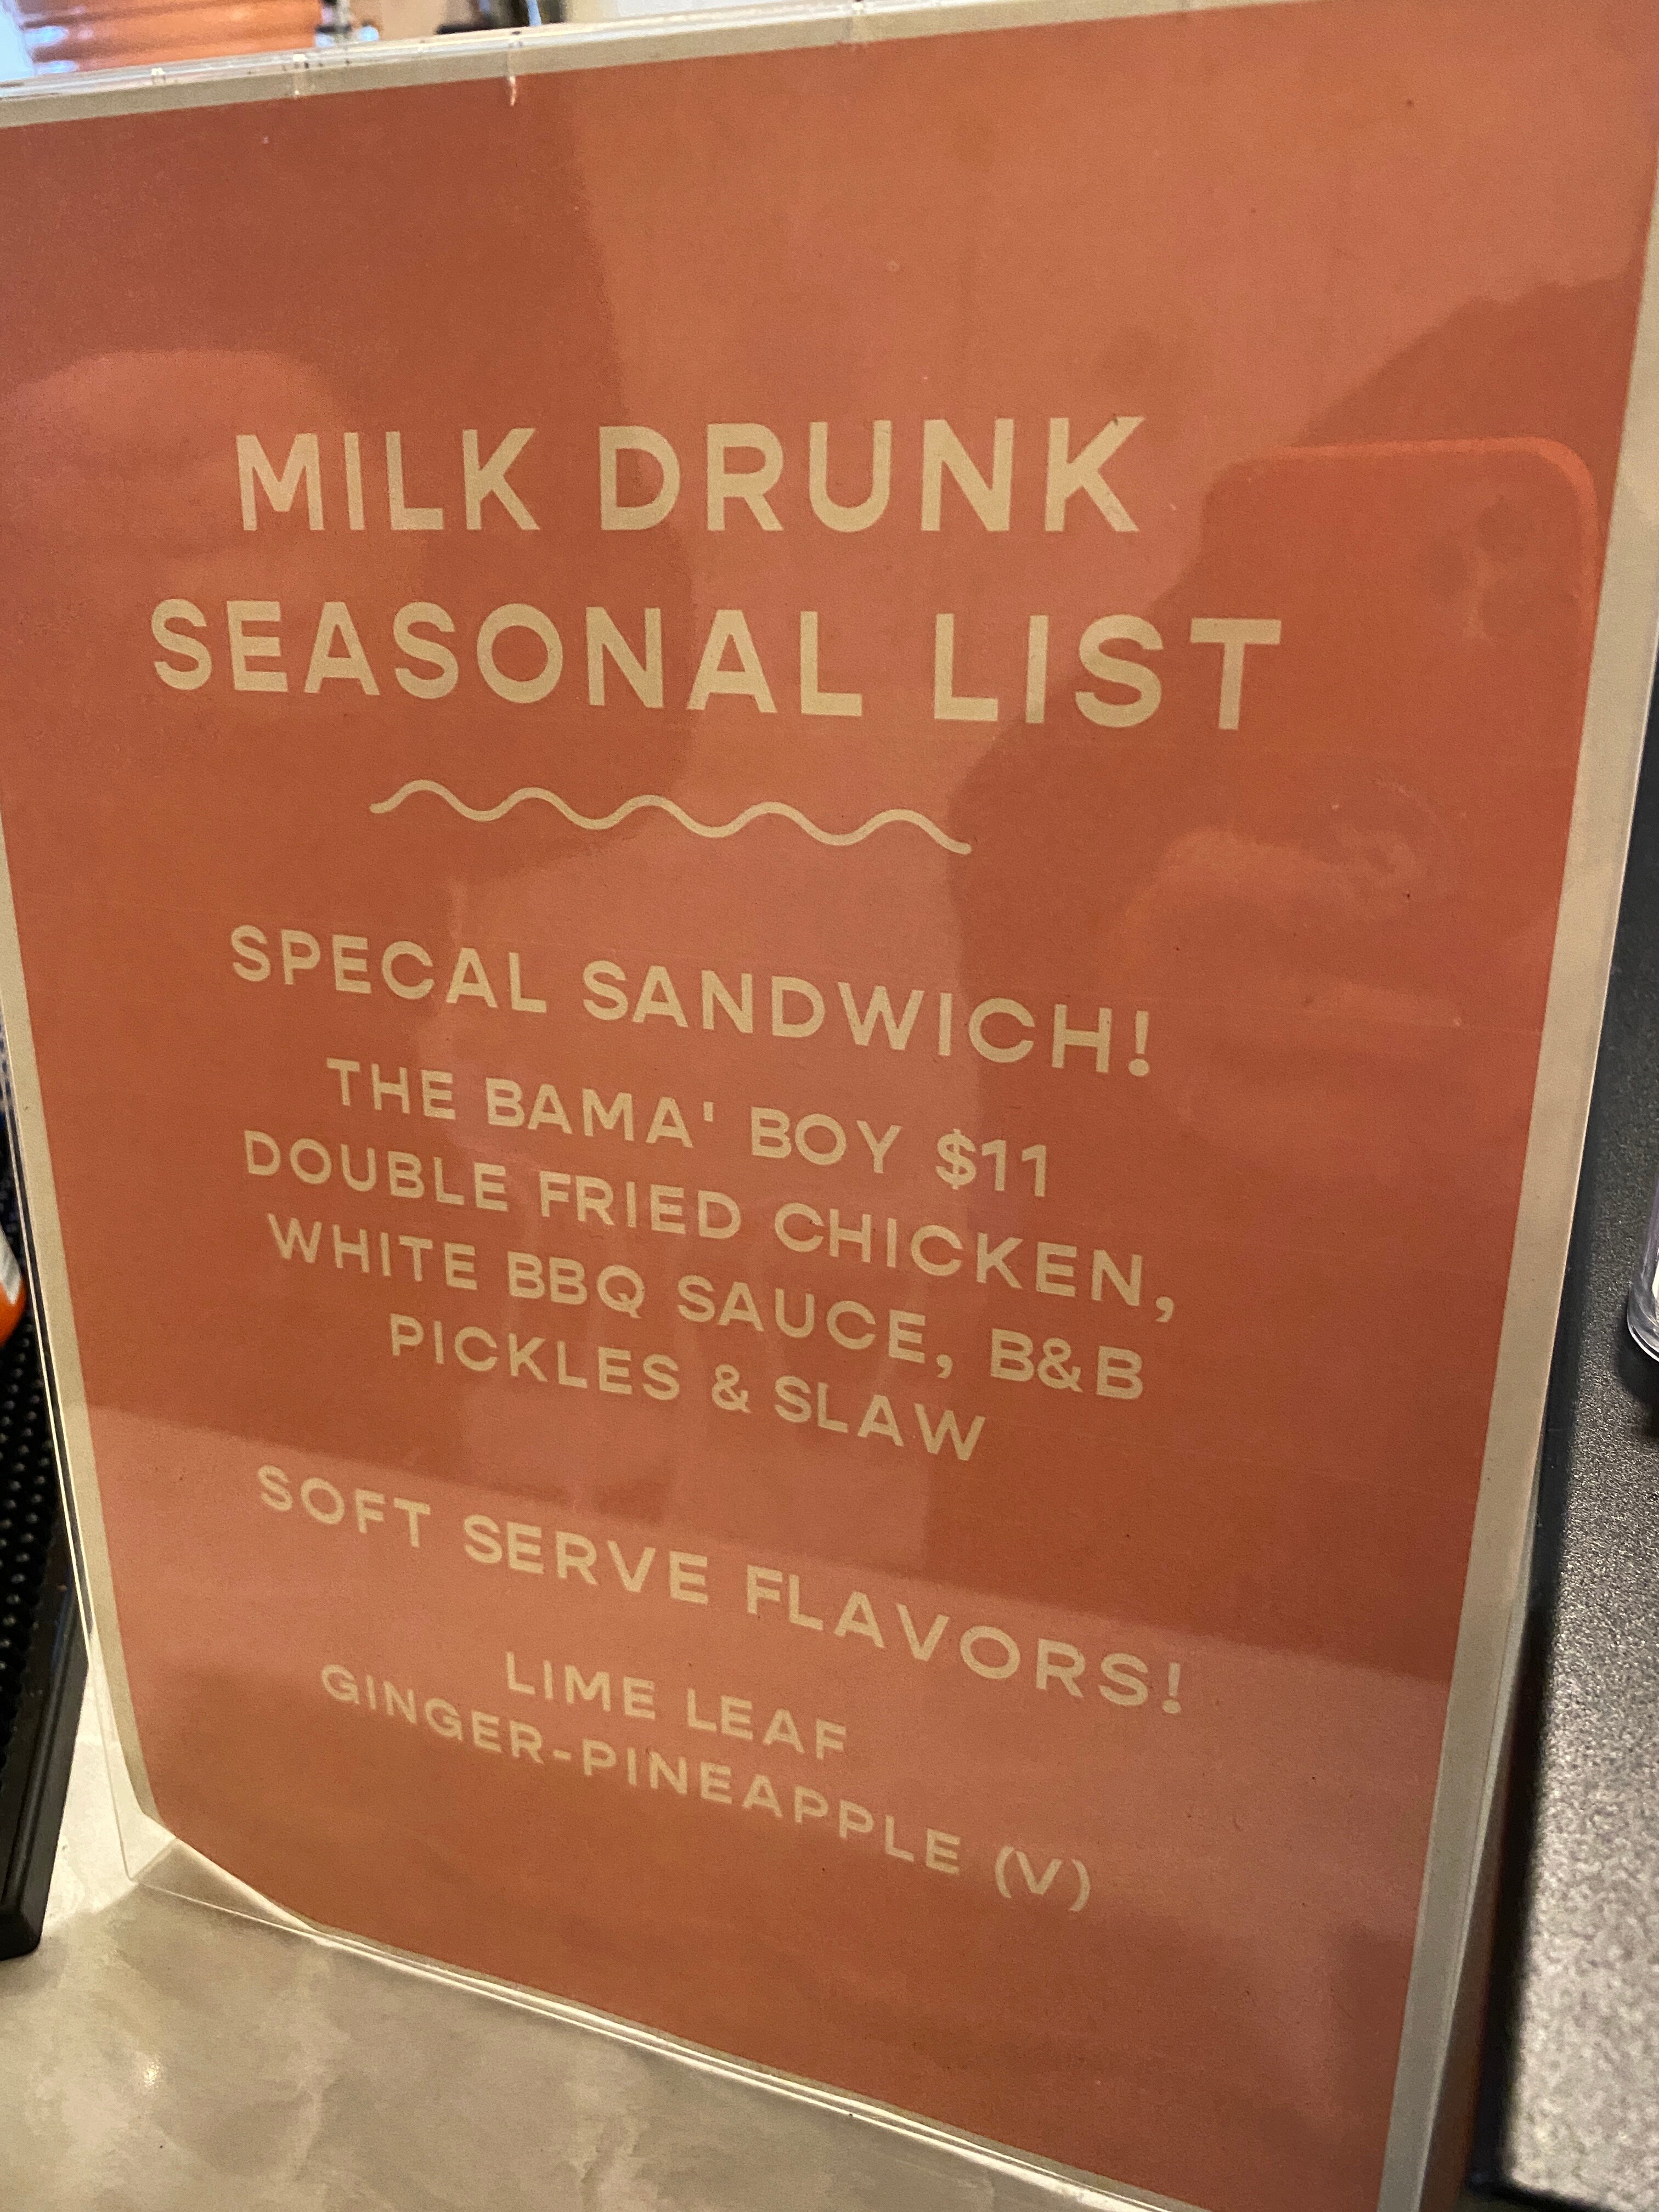 MILK DRUNK
SEASONAL LIST
SPECAL SANDWICH!
THE BAMA' BOY $11
DOUBLE FRIED CHICKEN,
WHITE BBQ SAUCE, B&B
PICKLES & SLAW
SOFT SERVE FLAVORS!
LIME LEAF
GINGER-PINEAPPLE (V)